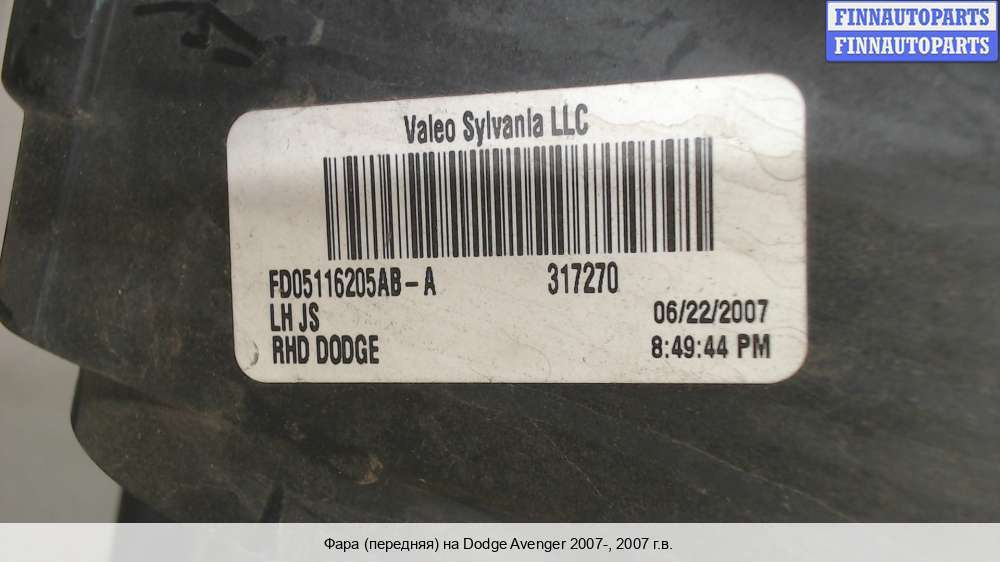 FINNAUTOPARTS
FINNAUTOPARTS
Valeo Sylvania LLC
FD05116205AB – A 317270
LH JS 06/22/2007
RHD DODGE 8:49:44 PM
Фара (передняя) на Dodge Avenger 2007-, 2007 г.в.